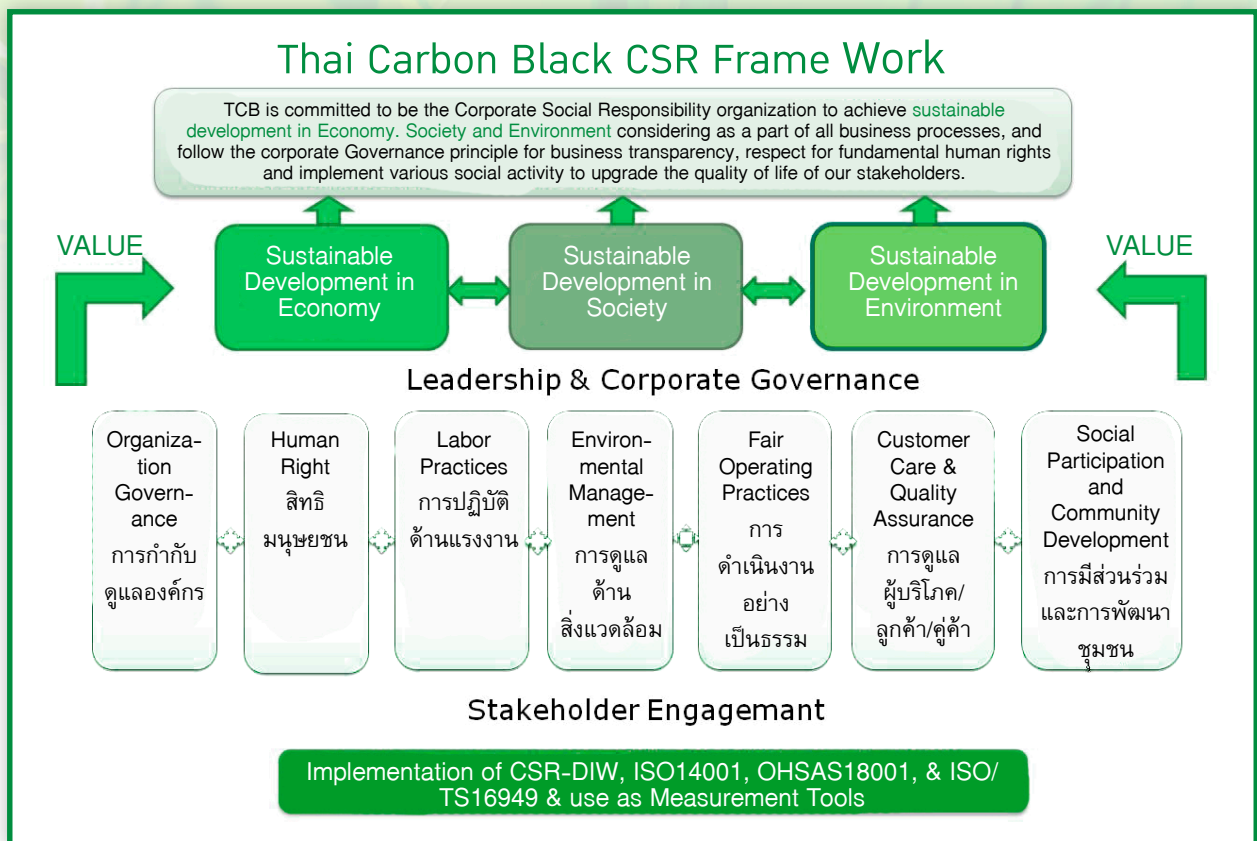 Thai Carbon Black CSR Frame Work
TCB is committed to be the Corporate Social Responsibility organization to achieve sustainable
development in Economy. Society and Environment considering as a part of all business processes, and
follow the corporate Governance principle for business transparency, respect for fundamental human rights
and implement various social activity to upgrade the quality of life of our stakeholders.
VALUE
Sustainable
Development in
Economy
Sustainable
Development in
Society
Sustainable
Development in
Environment
VALUE
Leadership & Corporate Governance
Organiza-
tion
Govern-
ance
การกำกับ
ดูแลองค์กร
Human
Right
สิทธิ
มนุษยชน
Labor
Practices
การปฏิบัติ
ด้านแรงงาน
Environ-
mental
Manage-
ment
การดูแล
ด้าน
สิ่งแวดล้อม
Fair
Operating
Practices
การ
ดำเนินงาน
อย่าง
เป็นธรรม
Customer
Care &
Quality
Assurance
การดูแล
ผู้บริโภค/
ลูกค้า/คู่ค้า
Social
Participation
and
Community
Development
การมีส่วนร่วม
และการพัฒนา
ชุมชน
Stakeholder Engagemant
Implementation of CSR-DIW, ISO14001, OHSAS18001, & ISO/
TS16949 & use as Measurement Tools